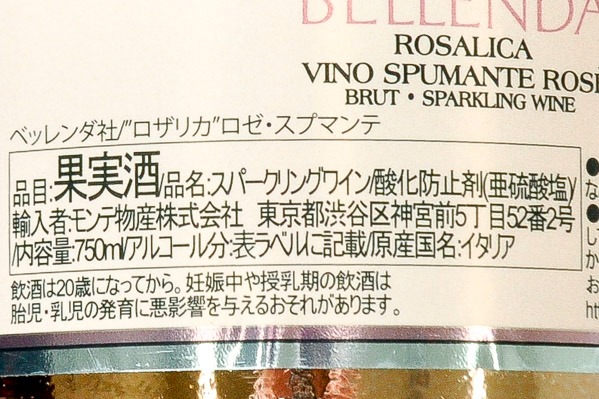 BELLENDA
ROSALICA
VINO SPUMANTE ROSÉ
BRUT • SPARKLING WINE
ベッレンダ社/"ロザリカ"ロゼ・スプマンテ
品目:果実酒/品名:スパークリングワイン/酸化防止剤(亜硫酸塩)/
輸入者:モンテ物産株式会社 東京都渋谷区神宮前5丁目52番2号
/内容量:750ml/アルコール分:表ラベルに記載/原産国名:イタリア
飲酒は20歳になってから。妊娠中や授乳期の飲酒は
胎児・乳児の発育に悪影響を与えるおそれがあります。